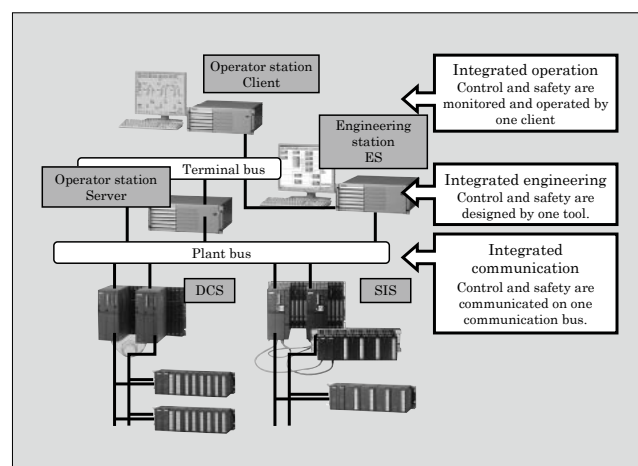 Operator station
Client
Integrated operation
Control and safety are
monitored and operated by
one client
Engineering
station
ES
Terminal bus
Operator station
Server
Integrated engineering
Control and safety are
designed by one tool.
Plant bus
Integrated
communication
Control and safety are
communicated on one
communication bus.
DCS
SIS